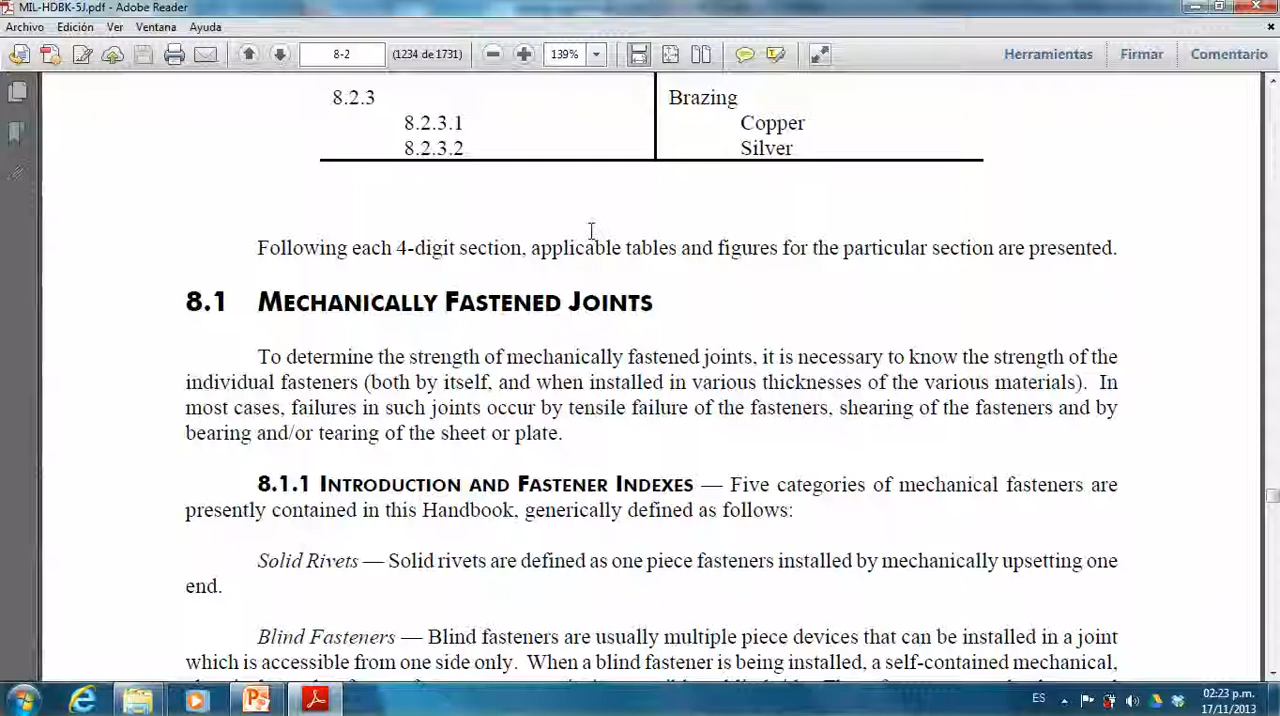 MIL-HDBK-5J.pdf - Adobe Reader
Archivo Edición Ver Ventana Ayuda
8-2 (1234 de 1731) 139% Herramientas Firmar Comentario
8.2.3 Brazing
8.2.3.1 Copper
8.2.3.2 Silver
Following each 4-digit section, applicable tables and figures for the particular section are presented.
8.1 MECHANICALLY FASTENED JOINTS
To determine the strength of mechanically fastened joints, it is necessary to know the strength of the
individual fasteners (both by itself, and when installed in various thicknesses of the various materials). In
most cases, failures in such joints occur by tensile failure of the fasteners, shearing of the fasteners and by
bearing and/or tearing of the sheet or plate.
8.1.1 INTRODUCTION AND FASTENER INDEXES — Five categories of mechanical fasteners are
presently contained in this Handbook, generically defined as follows:
Solid Rivets — Solid rivets are defined as one piece fasteners installed by mechanically upsetting one
end.
Blind Fasteners — Blind fasteners are usually multiple piece devices that can be installed in a joint
which is accessible from one side only. When a blind fastener is being installed, a self-contained mechanical,
ES 02:23 p.m.
17/11/2013